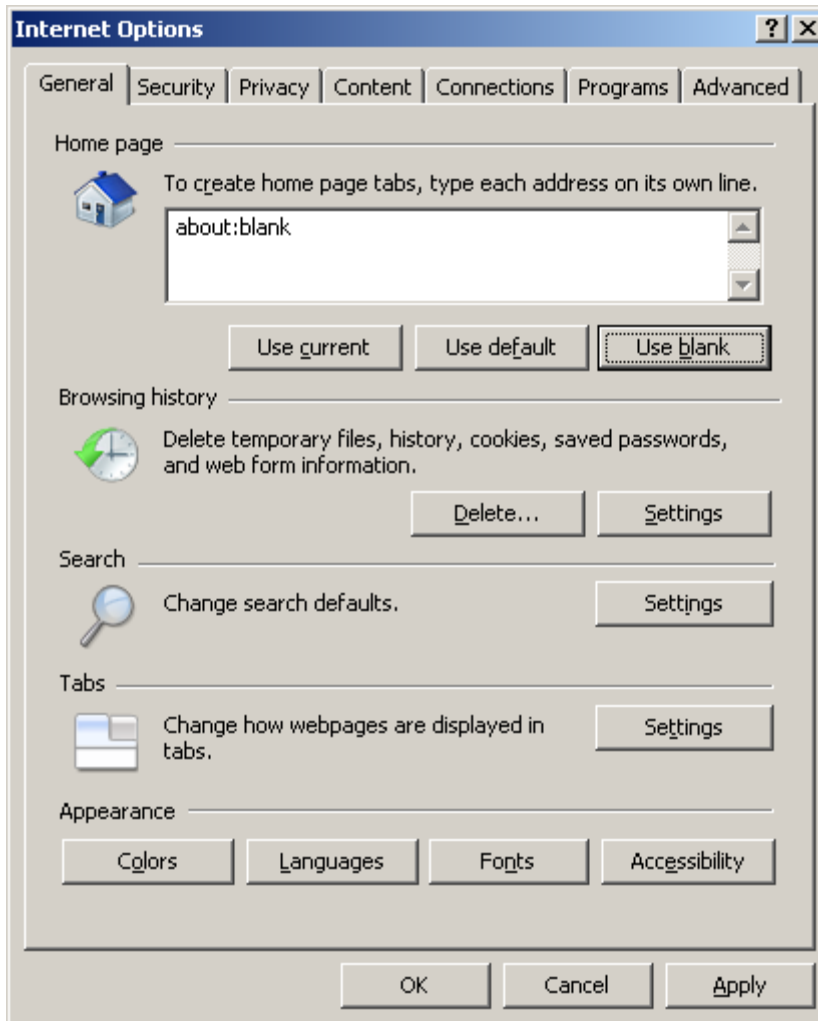 Internet Options
General Security Privacy Content Connections Programs Advanced
Home page
To create home page tabs, type each address on its own line.
about:blank
Use current Use default Use blank
Browsing history
Delete temporary files, history, cookies, saved passwords,
and web form information.
Delete... Settings
Search
Change search defaults. Settings
Tabs
Change how webpages are displayed in
tabs.
Settings
Appearance
Colors Languages Fonts Accessibility
OK Cancel Apply